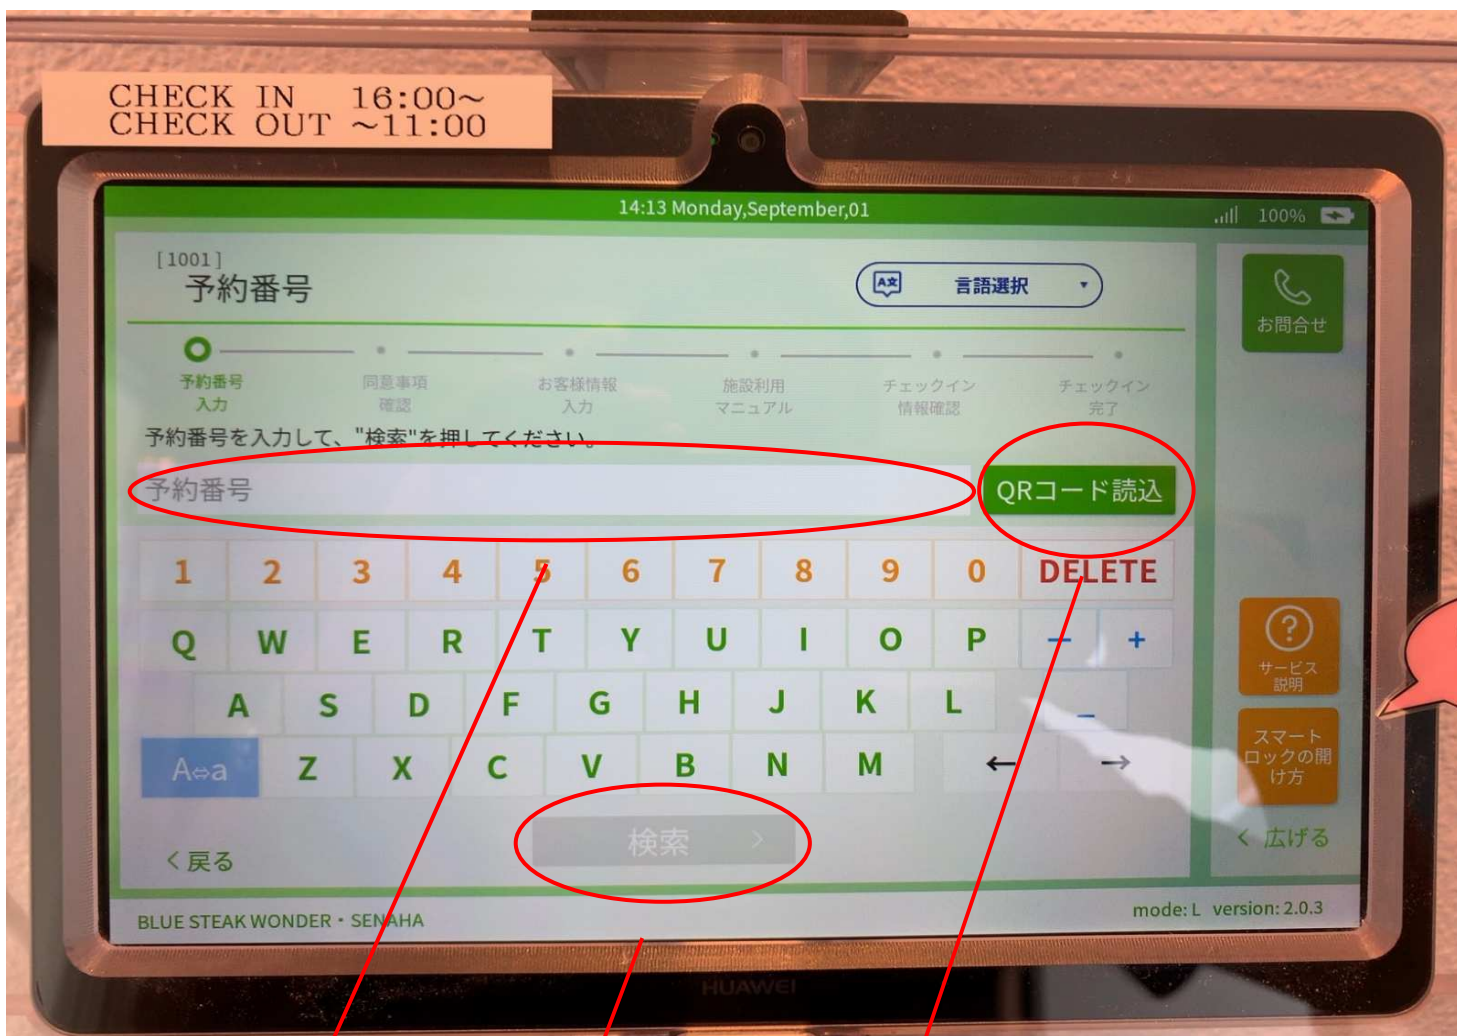 CHECK IN 16:00~
CHECK OUT ~11:00
14:13 Monday,September,01
100%
[1001]
予約番号
言語選択
お問合せ
予約番号入力
同意事項確認
お客様情報入力
施設利用マニュアル
チェックイン情報確認
チェックイン完了
予約番号を入力して、"検索"を押してください。
予約番号
QRコード読込
1 2 3 4 5 6 7 8 9 0 DELETE
Q W E R T Y U I O P - +
A S D F G H J K L _
A⇔a Z X C V B N M ← →
サービス説明
スマートロックの開け方
< 広げる
< 戻る
検索 >
BLUE STEAK WONDER・SENAHA
mode: L version: 2.0.3
HUAWEI